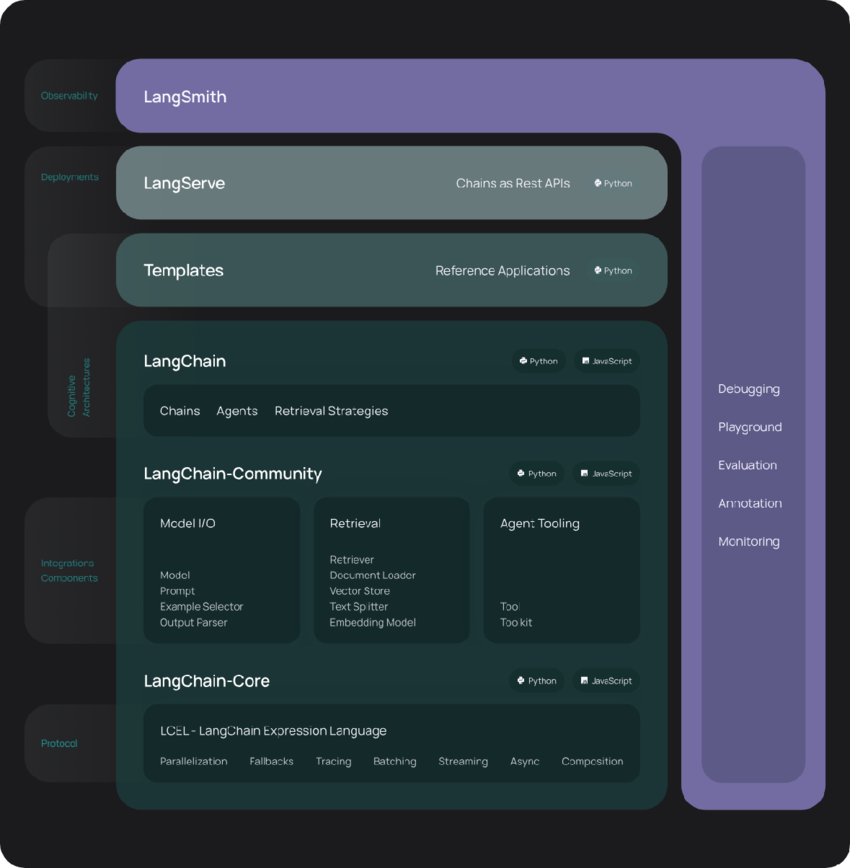 Observability
LangSmith
Deployments
LangServe
Chains as Rest APIs
Python
Templates
Reference Applications
Python
Cognitive
Architectures
LangChain
Python
JavaScript
Chains Agents Retrieval Strategies
LangChain-Community
Python
JavaScript
Integrations
Components
Model I/O
Model
Prompt
Example Selector
Output Parser
Retrieval
Retriever
Document Loader
Vector Store
Text Splitter
Embedding Model
Agent Tooling
Tool
Toolkit
LangChain-Core
Python
JavaScript
Protocol
LCEL - LangChain Expression Language
Parallelization Fallbacks Tracing Batching Streaming Async Composition
Debugging
Playground
Evaluation
Annotation
Monitoring